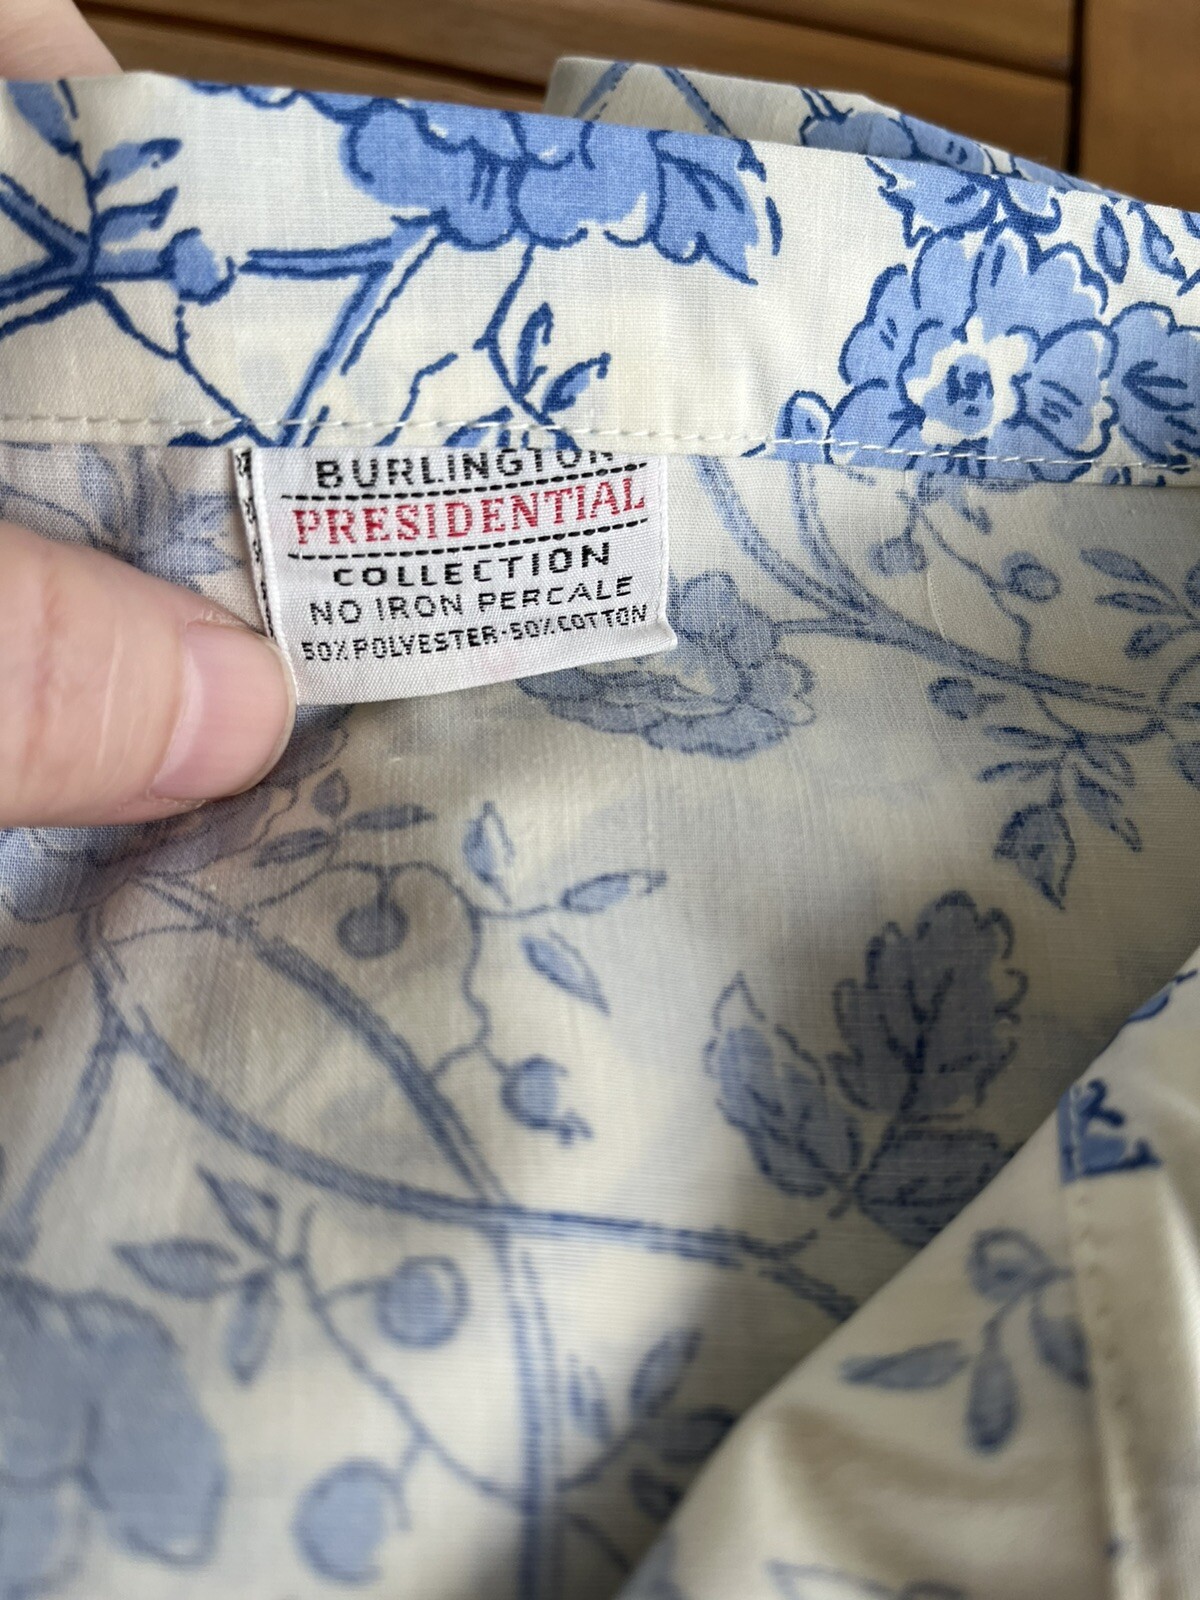 BURLINGTON
PRESIDENTIAL
COLLECTION
NO IRON PERCALE
50% POLYESTER·50% COTTON